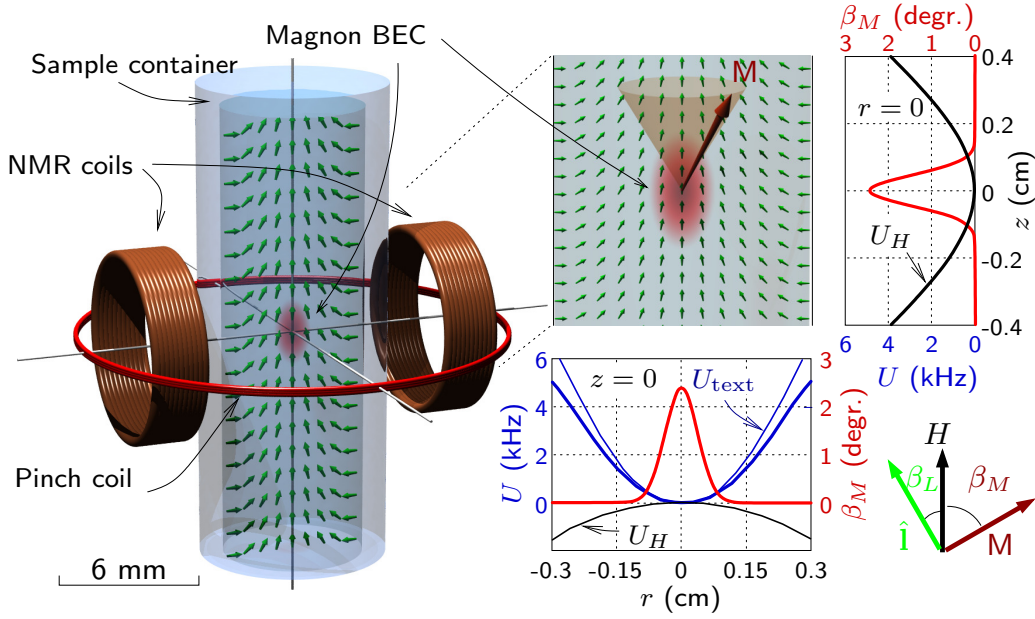 Magnon BEC
Sample container
NMR coils
Pinch coil
6 mm
M
β_M (degr.)
3 2 1 0
r = 0
U_H
0.4
0.2
0
-0.2
-0.4
z (cm)
6 4 2 0
U (kHz)
z = 0
U_text
U_H
6
4
2
0
U (kHz)
3
2
1
0
β_M (degr.)
-0.3 -0.15 0 0.15 0.3
r (cm)
H
β_L
β_M
l̂
M